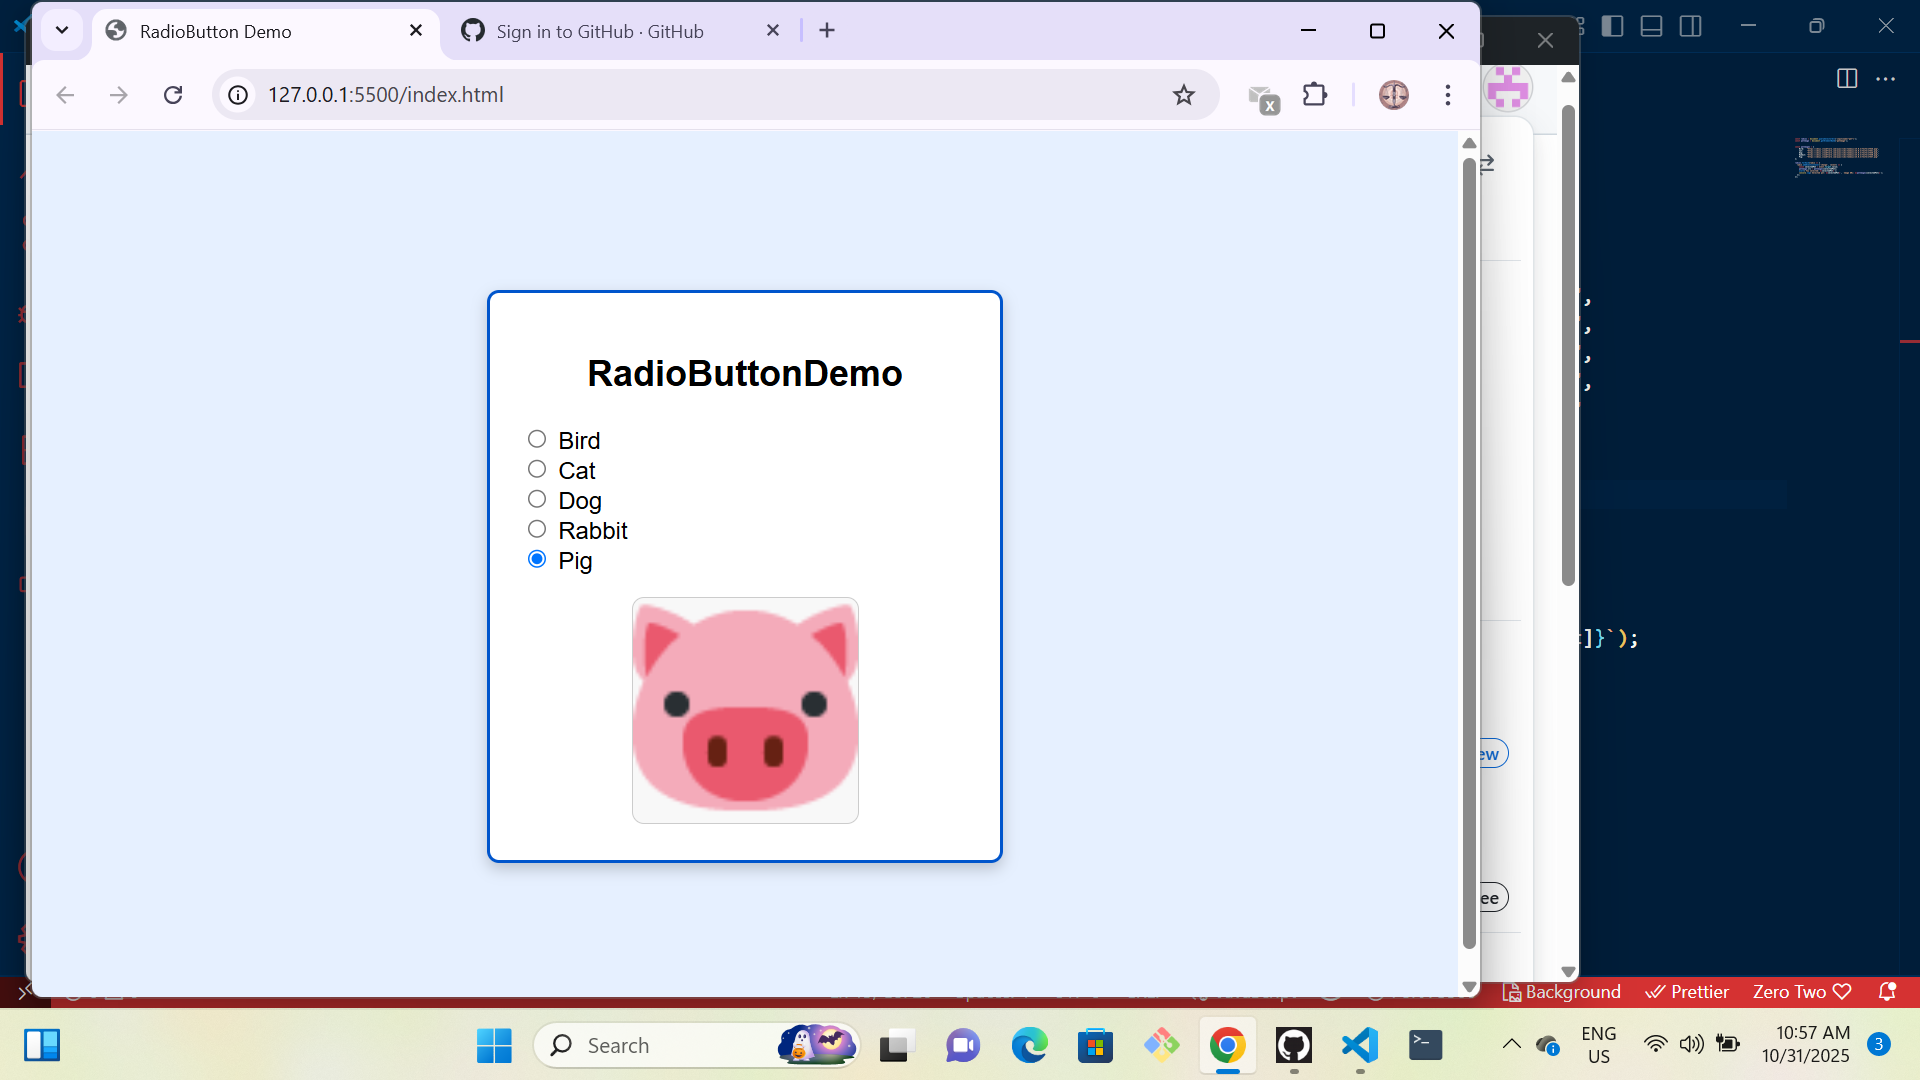 RadioButton Demo
Sign in to GitHub · GitHub
127.0.0.1:5500/index.html
x
RadioButtonDemo
Bird
Cat
Dog
Rabbit
Pig
,
,
,
,
]}`);
ew
ee
Background
Prettier
Zero Two
Search
ENG
US
10:57 AM
10/31/2025
3